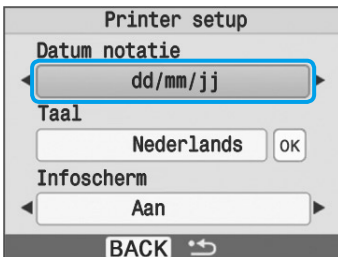 Printer setup
Datum notatie
dd/mm/jj
Taal
Nederlands OK
Infoscherm
Aan
BACK